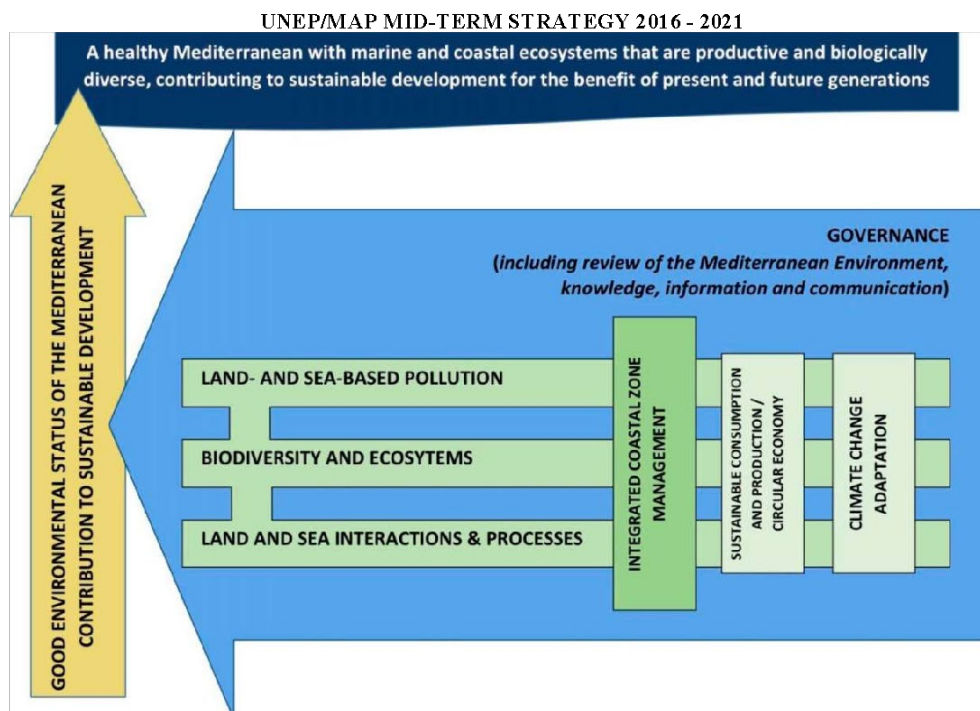 UNEP/MAP MID-TERM STRATEGY 2016 - 2021
A healthy Mediterranean with marine and coastal ecosystems that are productive and biologically
diverse, contributing to sustainable development for the benefit of present and future generations
GOOD ENVIRONMENTAL STATUS OF THE MEDITERRANEAN
CONTRIBUTION TO SUSTAINABLE DEVELOPMENT
GOVERNANCE
(including review of the Mediterranean Environment,
knowledge, information and communication)
LAND- AND SEA-BASED POLLUTION
BIODIVERSITY AND ECOSYTEMS
LAND AND SEA INTERACTIONS & PROCESSES
INTEGRATED COASTAL ZONE
MANAGEMENT
SUSTAINABLE CONSUMPTION
AND PRODUCTION /
CIRCULAR ECONOMY
CLIMATE CHANGE
ADAPTATION